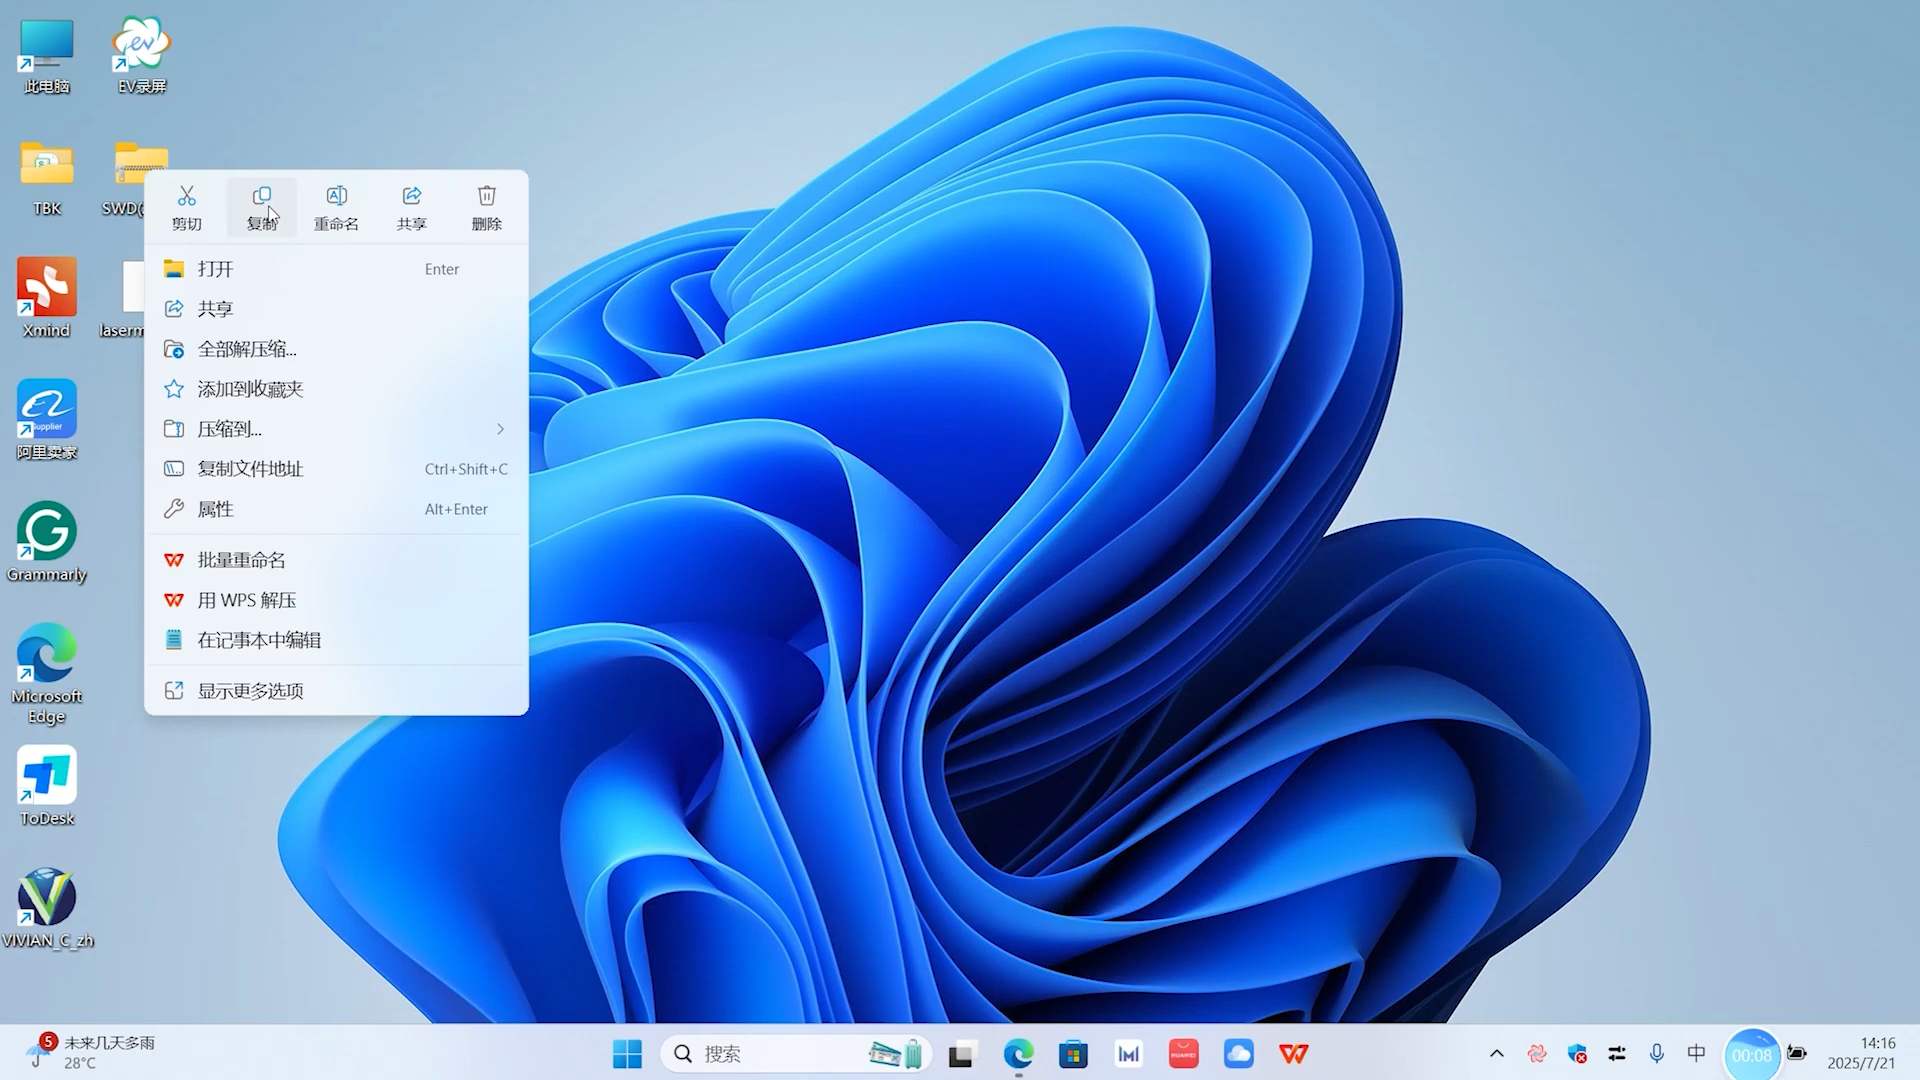 此电脑
EV录屏
TBK
SWD(
Xmind
laserm
阿里卖家
Supplier
Grammarly
Microsoft
Edge
ToDesk
VIVIAN_C_zh
剪切
复制
重命名
共享
删除
打开 Enter
共享
全部解压缩...
添加到收藏夹
压缩到...
复制文件地址 Ctrl+Shift+C
属性 Alt+Enter
批量重命名
用 WPS 解压
在记事本中编辑
显示更多选项
5
未来几天多雨
28°C
搜索
HUAWEI
中
00:08
14:16
2025/7/21